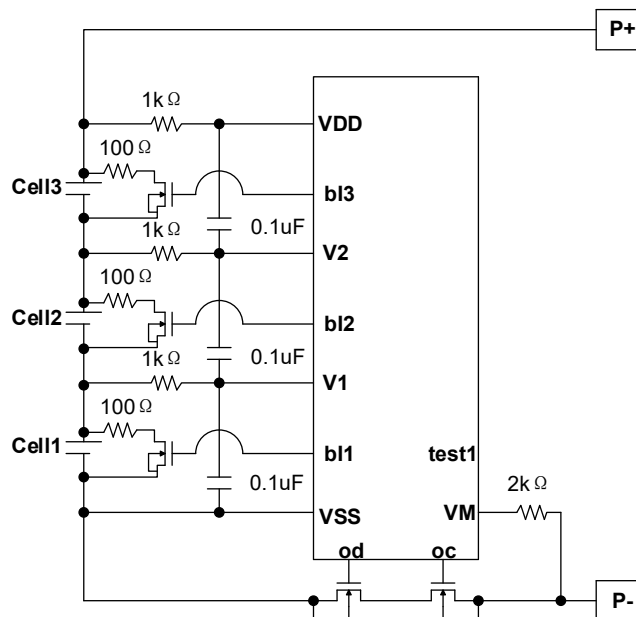 P+
1kΩ
VDD
100Ω
Cell3
bl3
0.1uF
1kΩ
V2
100Ω
Cell2
bl2
0.1uF
1kΩ
V1
100Ω
Cell1
bl1
test1
0.1uF
2kΩ
VSS
VM
od
oc
P-